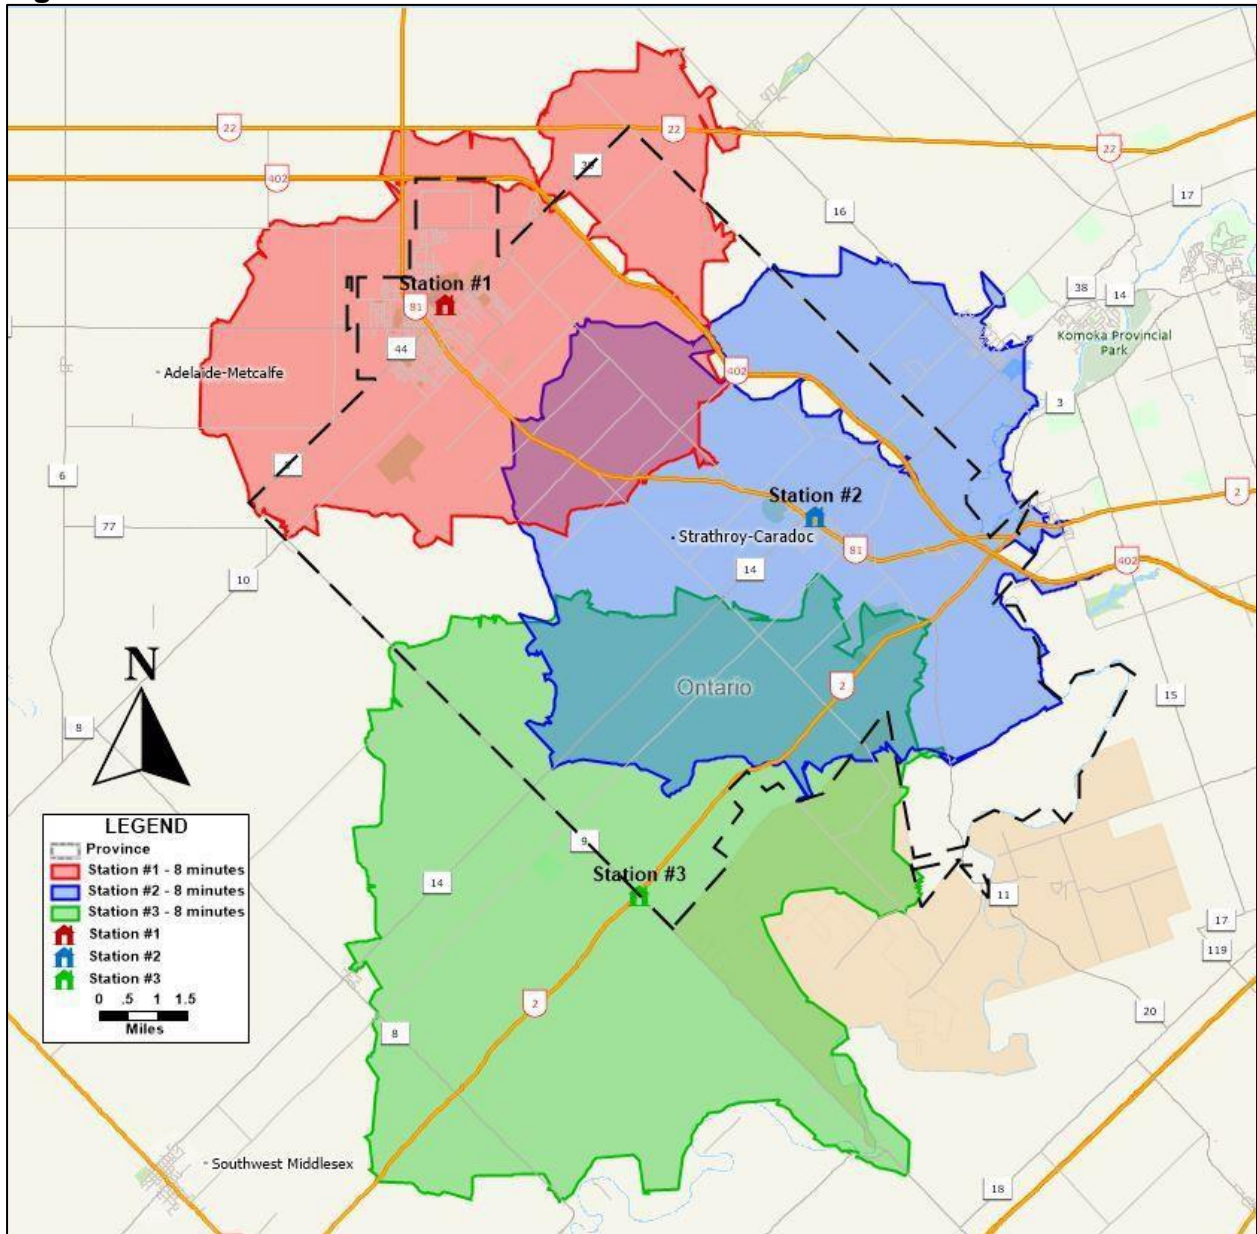 22
22
22
402
39
17
16
Station #1
81
38
14
Komoka Provincial
Park
44
Adelaide-Metcalfe
402
3
6
2
Station #2
77
Strathroy-Caradoc
81
402
14
10
N
Ontario
2
15
8
LEGEND
Province
Station #1 - 8 minutes
Station #2 - 8 minutes
Station #3 - 8 minutes
Station #1
Station #2
Station #3
0 .5 1 1.5
Miles
9
14
Station #3
11
17
119
2
20
8
Southwest Middlesex
18